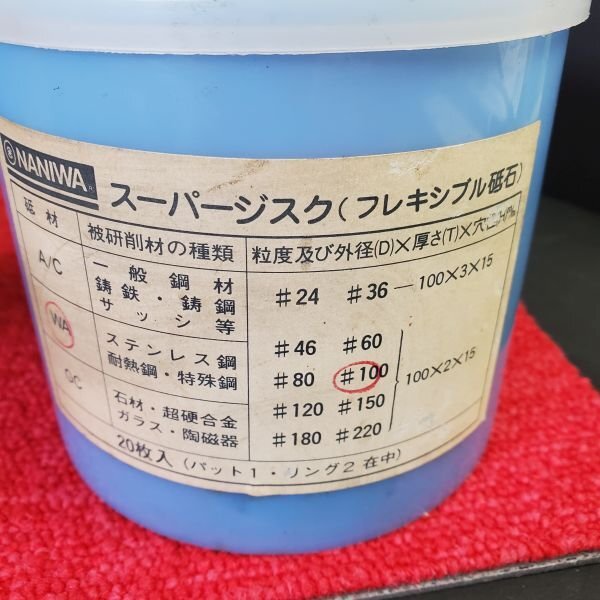 NANIWA® スーパージスク(フレキシブル砥石)
砥材 被研削材の種類 粒度及び外径(D)×厚さ(T)×穴
A/C 一般鋼材 鋳鉄・鋳鋼 サッシ等 #24 #36 — 100×3×15
WA ステンレス鋼 耐熱鋼・特殊鋼 #46 #60
#80 #100 100×2×15
GC 石材・超硬合金 ガラス・陶磁器 #120 #150
#180 #220
20枚入 (パット1・リング2在中)